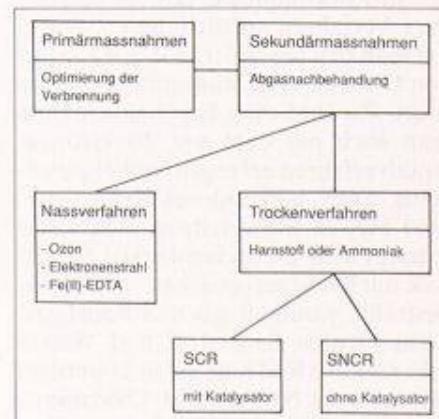 Primärmassnahmen
Optimierung der
Verbrennung
Sekundärmassnahmen
Abgasnachbehandlung
Nassverfahren
- Ozon
- Elektronenstrahl
- Fe(II)-EDTA
Trockenverfahren
Harnstoff oder Ammoniak
SCR
mit Katalysator
SNCR
ohne Katalysator